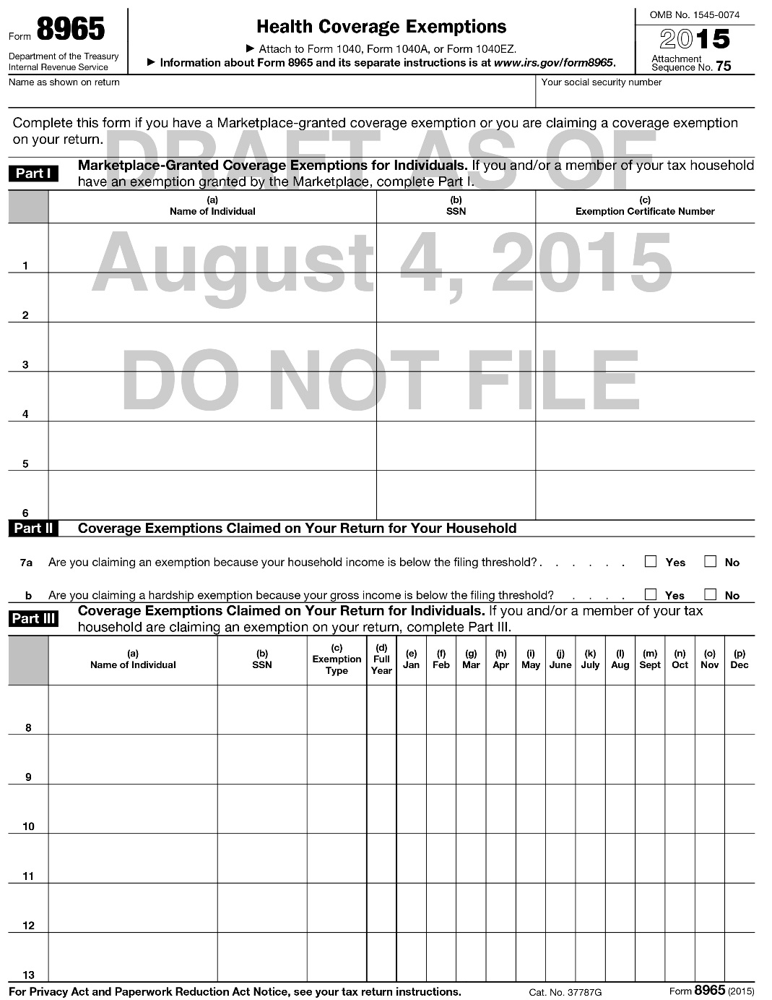 Form 8965
Department of the Treasury
Internal Revenue Service
Health Coverage Exemptions
▶ Attach to Form 1040, Form 1040A, or Form 1040EZ.
▶ Information about Form 8965 and its separate instructions is at www.irs.gov/form8965.
OMB No. 1545-0074
2015
Attachment
Sequence No. 75
Name as shown on return
Your social security number
Complete this form if you have a Marketplace-granted coverage exemption or you are claiming a coverage exemption
on your return.
DRAFT AS OF
Part I
Marketplace-Granted Coverage Exemptions for Individuals. If you and/or a member of your tax household
have an exemption granted by the Marketplace, complete Part I.
(a)
Name of Individual
(b)
SSN
(c)
Exemption Certificate Number
August 4, 2015
1
2
DO NOT FILE
3
4
5
6
Part II
Coverage Exemptions Claimed on Your Return for Your Household
7a Are you claiming an exemption because your household income is below the filing threshold? . . . . . . Yes No
b Are you claiming a hardship exemption because your gross income is below the filing threshold? . . . . Yes No
Part III
Coverage Exemptions Claimed on Your Return for Individuals. If you and/or a member of your tax
household are claiming an exemption on your return, complete Part III.
(a)
Name of Individual
(b)
SSN
(c)
Exemption
Type
(d)
Full
Year
(e)
Jan
(f)
Feb
(g)
Mar
(h)
Apr
(i)
May
(j)
June
(k)
July
(l)
Aug
(m)
Sept
(n)
Oct
(o)
Nov
(p)
Dec
8
9
10
11
12
13
For Privacy Act and Paperwork Reduction Act Notice, see your tax return instructions.
Cat. No. 37787G
Form 8965 (2015)